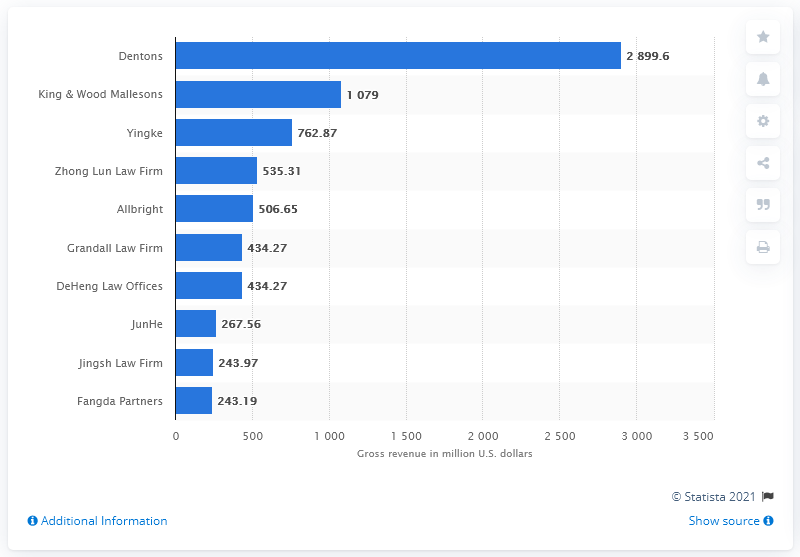 Dentons 2 899.6
King & Wood Mallesons 1 079
Yingke 762.87
Zhong Lun Law Firm 535.31
Allbright 506.65
Grandall Law Firm 434.27
DeHeng Law Offices 434.27
JunHe 267.56
Jingsh Law Firm 243.97
Fangda Partners 243.19
0 500 1 000 1 500 2 000 2 500 3 000 3 500
Gross revenue in million U.S. dollars
© Statista 2021
Additional Information Show source